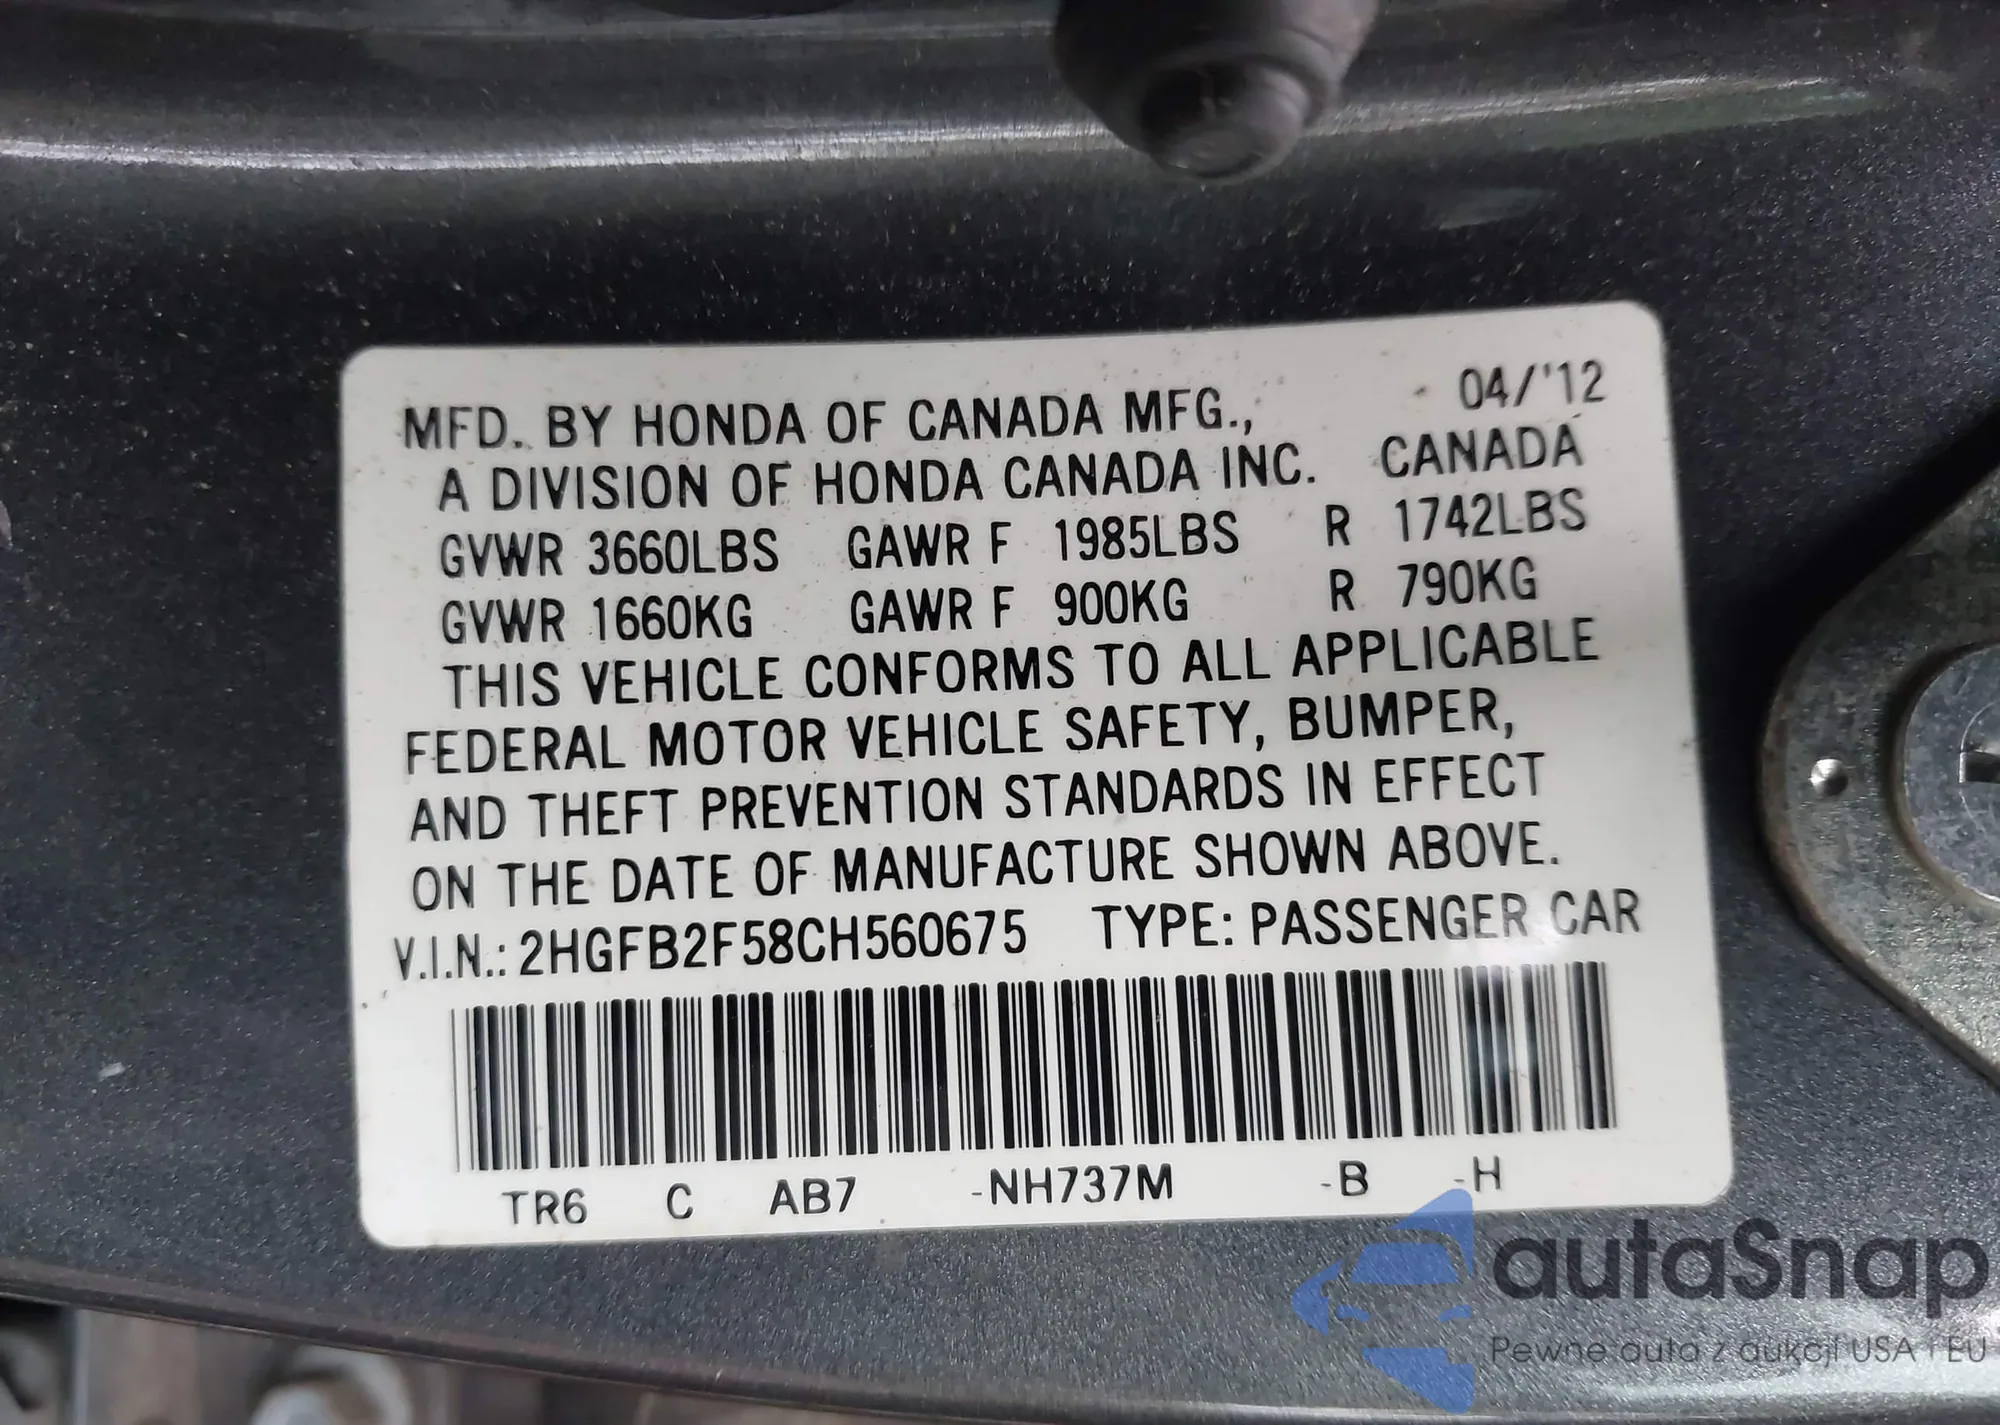 MFD. BY HONDA OF CANADA MFG., 04/'12
A DIVISION OF HONDA CANADA INC. CANADA
GVWR 3660LBS GAWR F 1985LBS R 1742LBS
GVWR 1660KG GAWR F 900KG R 790KG
THIS VEHICLE CONFORMS TO ALL APPLICABLE
FEDERAL MOTOR VEHICLE SAFETY, BUMPER,
AND THEFT PREVENTION STANDARDS IN EFFECT
ON THE DATE OF MANUFACTURE SHOWN ABOVE.
V.I.N.: 2HGFB2F58CH560675 TYPE: PASSENGER CAR
TR6 C AB7 -NH737M -B -H
autaSnap
Pewne auta z aukcji USA i EU